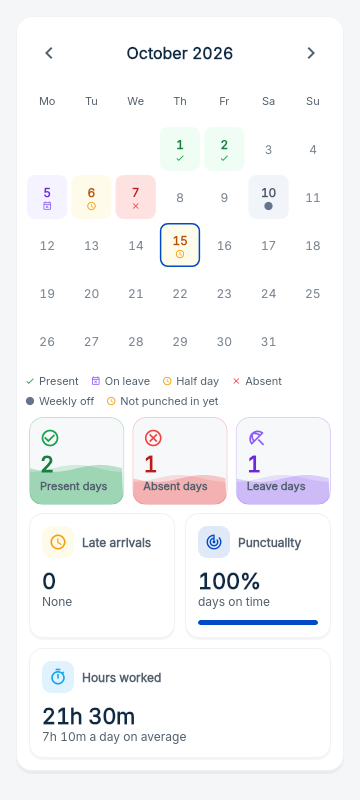 October 2026
Mo Tu We Th Fr Sa Su
1 2 3 4
5 6 7 8 9 10 11
12 13 14 15 16 17 18
19 20 21 22 23 24 25
26 27 28 29 30 31
Present On leave Half day Absent
Weekly off Not punched in yet
2 1 1
Present days Absent days Leave days
Late arrivals Punctuality
0 100%
None days on time
Hours worked
21h 30m
7h 10m a day on average